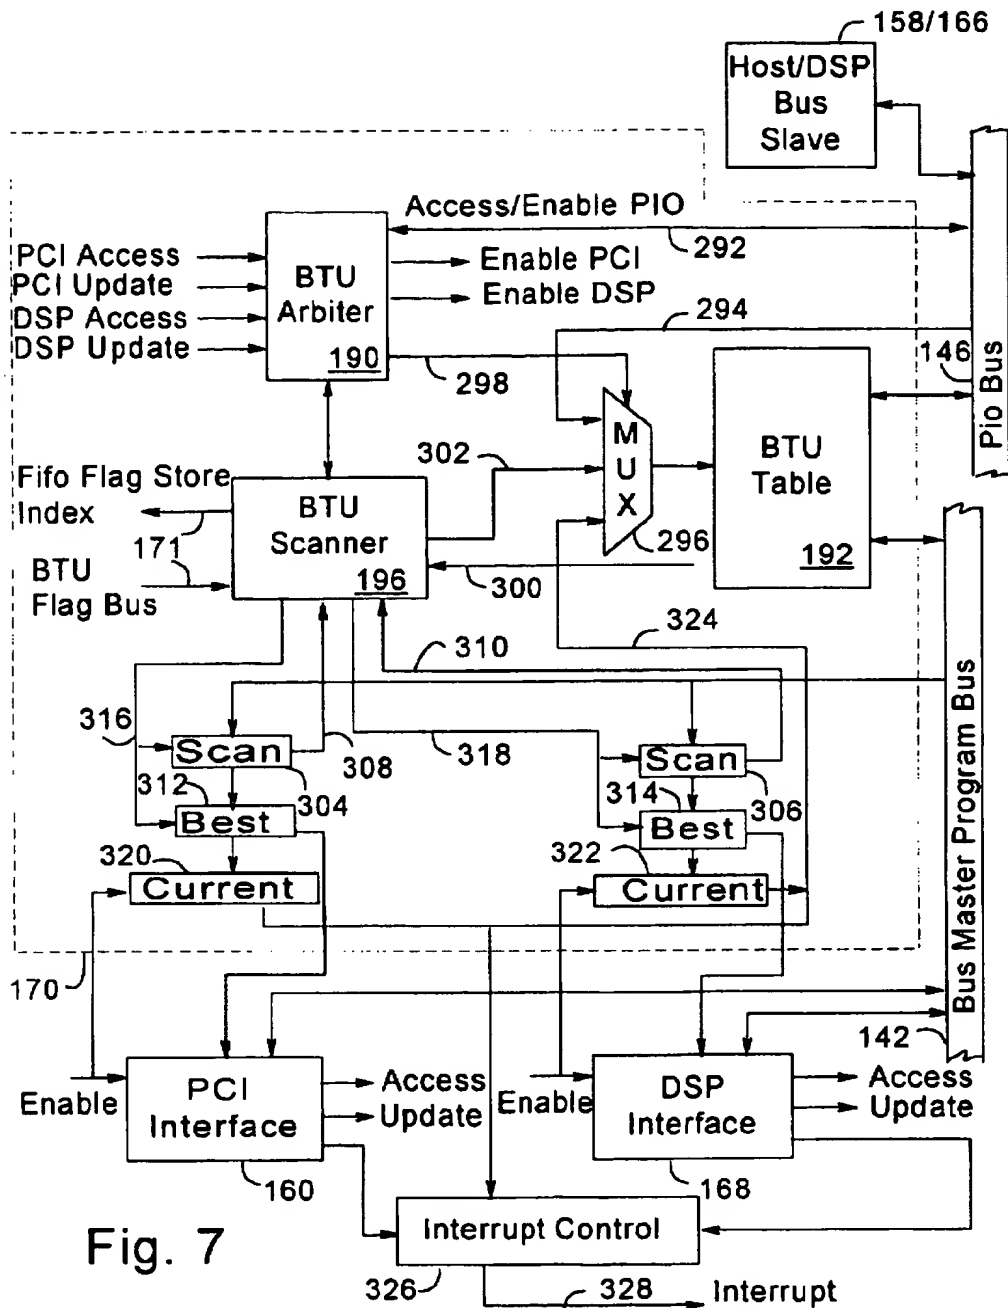 158/166
Host/DSP
Bus
Slave
Access/Enable PIO
292
PCI Access
PCI Update
DSP Access
DSP Update
BTU
Arbiter
190
Enable PCI
Enable DSP
294
298
146
Pio Bus
MUX
296
BTU
Table
192
302
Fifo Flag Store
Index
171
BTU
Flag Bus
BTU
Scanner
196
300
324
310
316
308
318
Scan
304
312
Best
320
Current
Scan
306
314
Best
322
Current
Bus Master Program Bus
142
170
Enable
PCI
Interface
160
Access
Update
Enable
DSP
Interface
168
Access
Update
Interrupt Control
326
328
Interrupt
Fig. 7